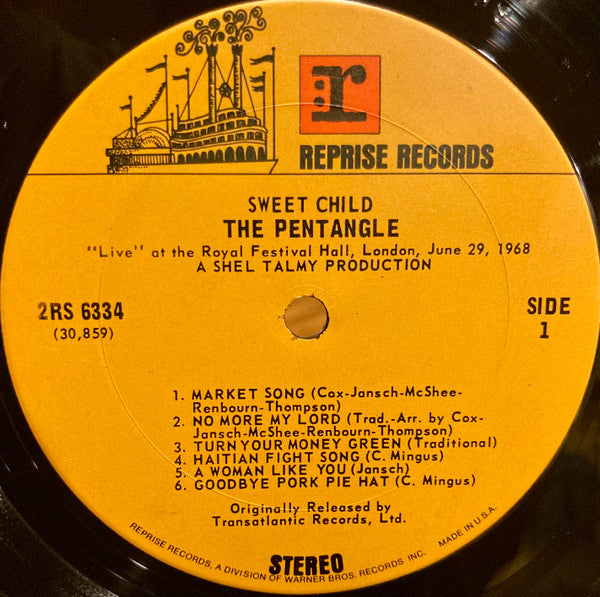 r
REPRISE RECORDS
SWEET CHILD
THE PENTANGLE
"Live" at the Royal Festival Hall, London, June 29, 1968
A SHEL TALMY PRODUCTION
2RS 6334
(30,859)
SIDE
1
1. MARKET SONG (Cox-Jansch-McShee-
Renbourn-Thompson)
2. NO MORE MY LORD (Trad.-Arr. by Cox-
Jansch-McShee-Renbourn-Thompson)
3. TURN YOUR MONEY GREEN (Traditional)
4. HAITIAN FIGHT SONG (C. Mingus)
5. A WOMAN LIKE YOU (Jansch)
6. GOODBYE PORK PIE HAT (C. Mingus)
Originally Released by
Transatlantic Records, Ltd.
STEREO
REPRISE RECORDS, A DIVISION OF WARNER BROS. RECORDS INC. MADE IN U.S.A.